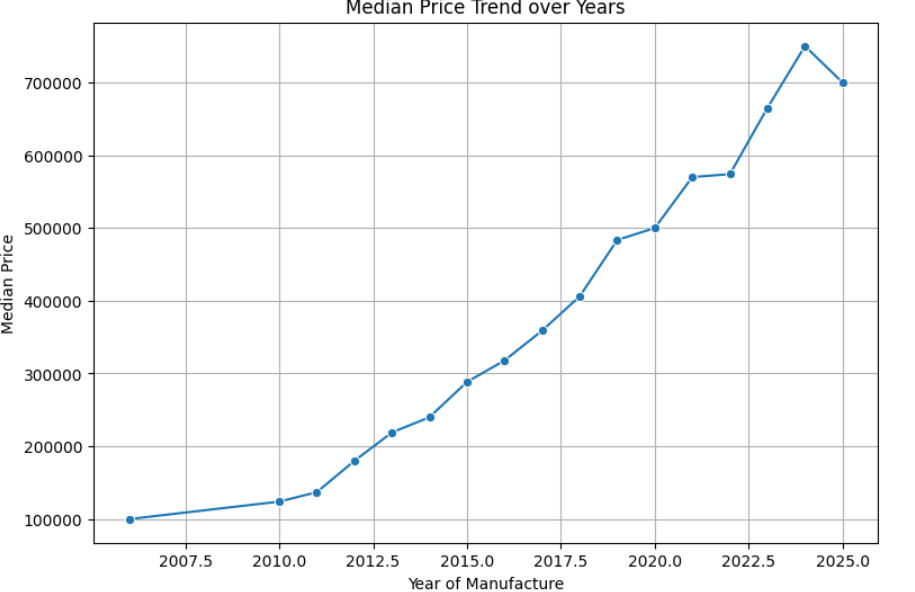 Median Price Trend over Years
Median Price
700000
600000
500000
400000
300000
200000
100000
2007.5 2010.0 2012.5 2015.0 2017.5 2020.0 2022.5 2025.0
Year of Manufacture